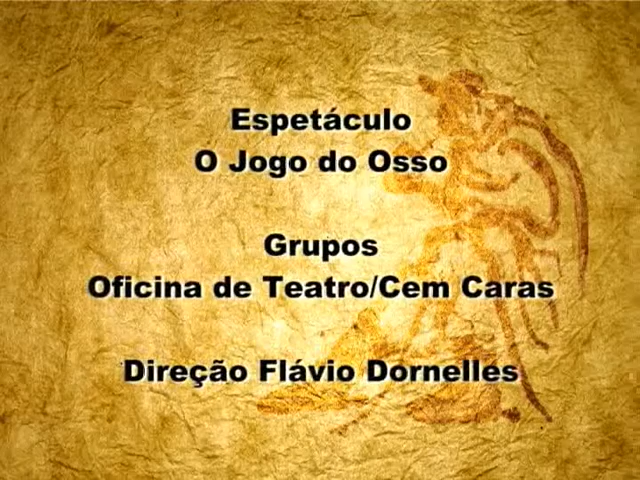 Espetáculo
O Jogo do Osso
Grupos
Oficina de Teatro/Cem Caras
Direção Flávio Dornelles